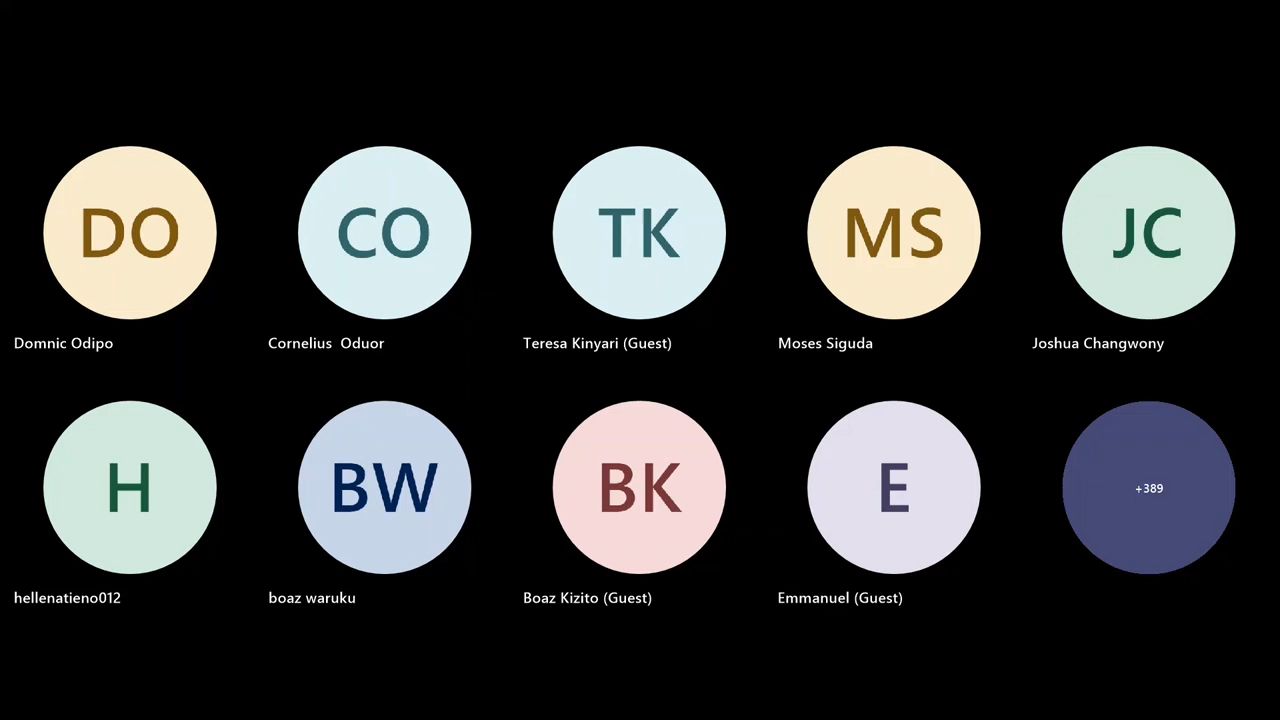 DO
CO
TK
MS
JC
Domnic Odipo
Cornelius  Oduor
Teresa Kinyari (Guest)
Moses Siguda
Joshua Changwony
H
BW
BK
E
+389
hellenatieno012
boaz waruku
Boaz Kizito (Guest)
Emmanuel (Guest)